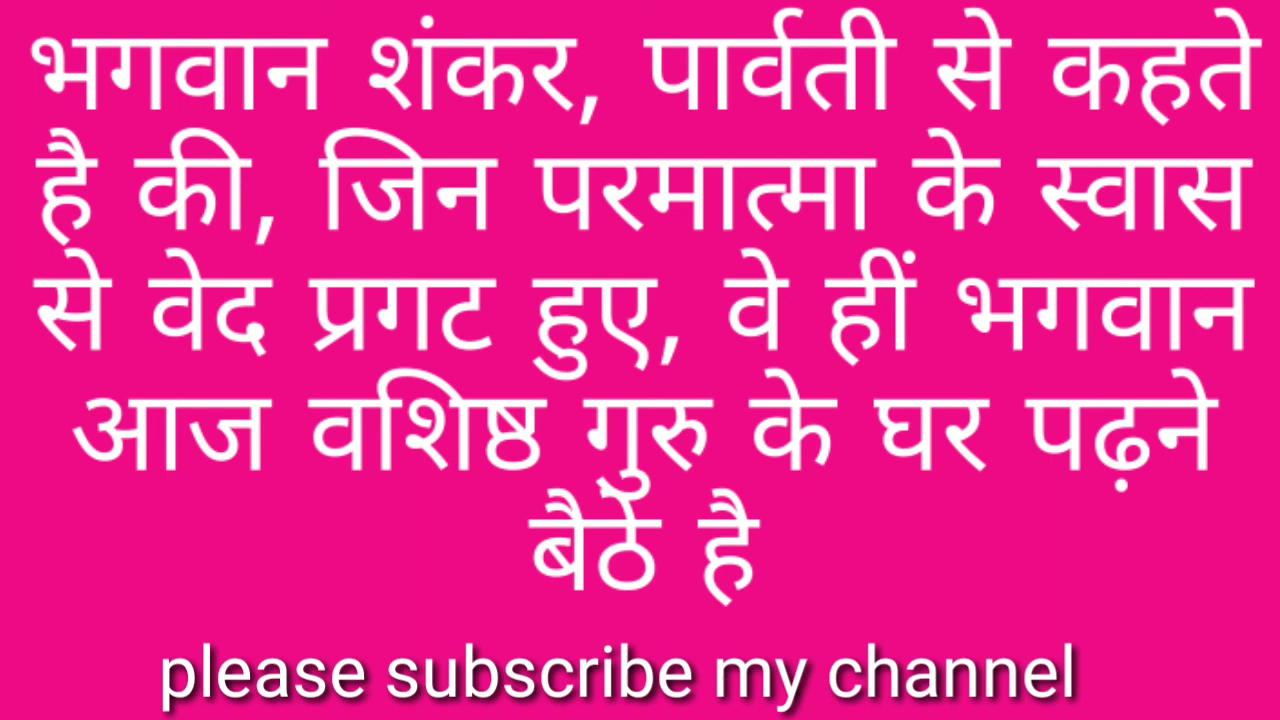 भगवान शंकर, पार्वती से कहते
है की, जिन परमात्मा के स्वास
से वेद प्रगट हुए, वे हीं भगवान
आज वशिष्ठ गुरु के घर पढ़ने
बैठे है
please subscribe my channel